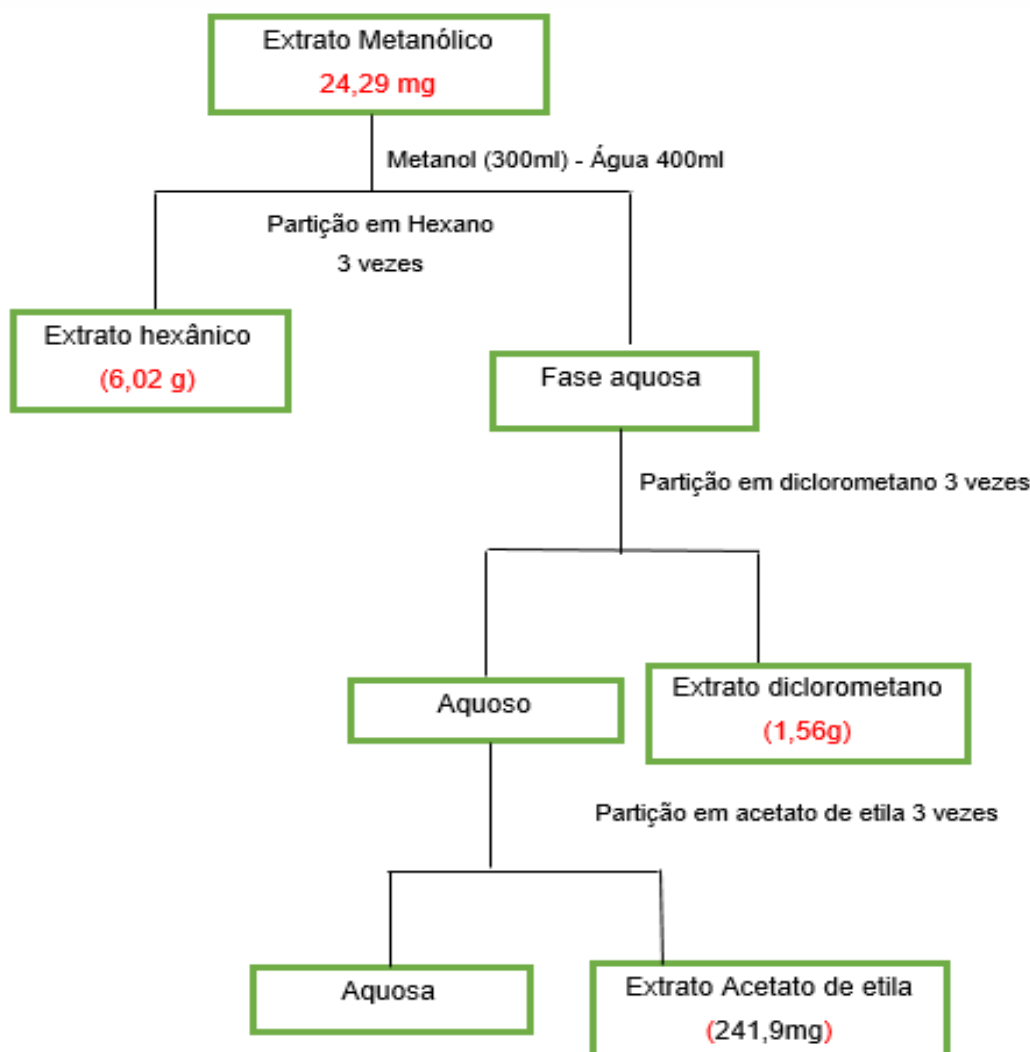 Extrato Metanólico
24,29 mg
Metanol (300ml) - Água 400ml
Partição em Hexano
3 vezes
Extrato hexânico
(6,02 g)
Fase aquosa
Partição em diclorometano 3 vezes
Aquoso
Extrato diclorometano
(1,56g)
Partição em acetato de etila 3 vezes
Aquosa
Extrato Acetato de etila
(241,9mg)